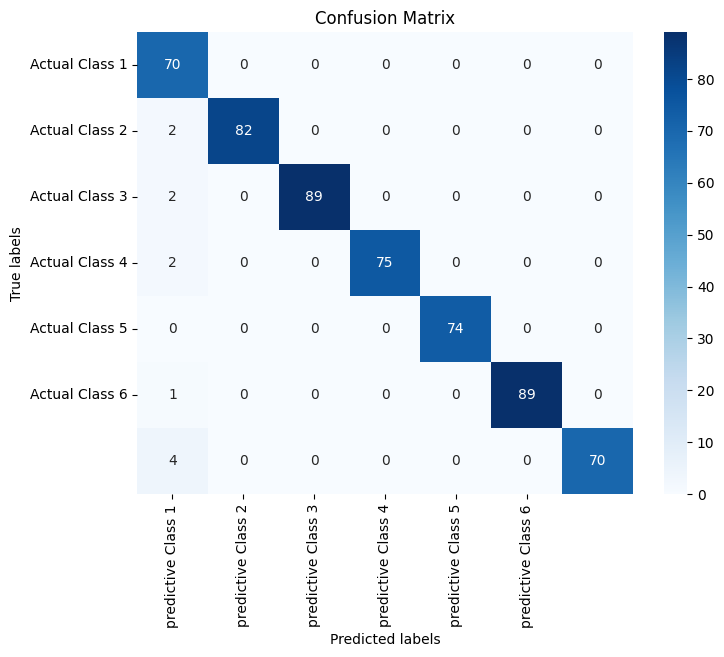 Confusion Matrix
Actual Class 1 70 0 0 0 0 0 0
Actual Class 2 2 82 0 0 0 0 0
Actual Class 3 2 0 89 0 0 0 0
Actual Class 4 2 0 0 75 0 0 0
Actual Class 5 0 0 0 0 74 0 0
Actual Class 6 1 0 0 0 0 89 0
4 0 0 0 0 0 70
True labels
predictive Class 1
predictive Class 2
predictive Class 3
predictive Class 4
predictive Class 5
predictive Class 6
Predicted labels
80
70
60
50
40
30
20
10
0